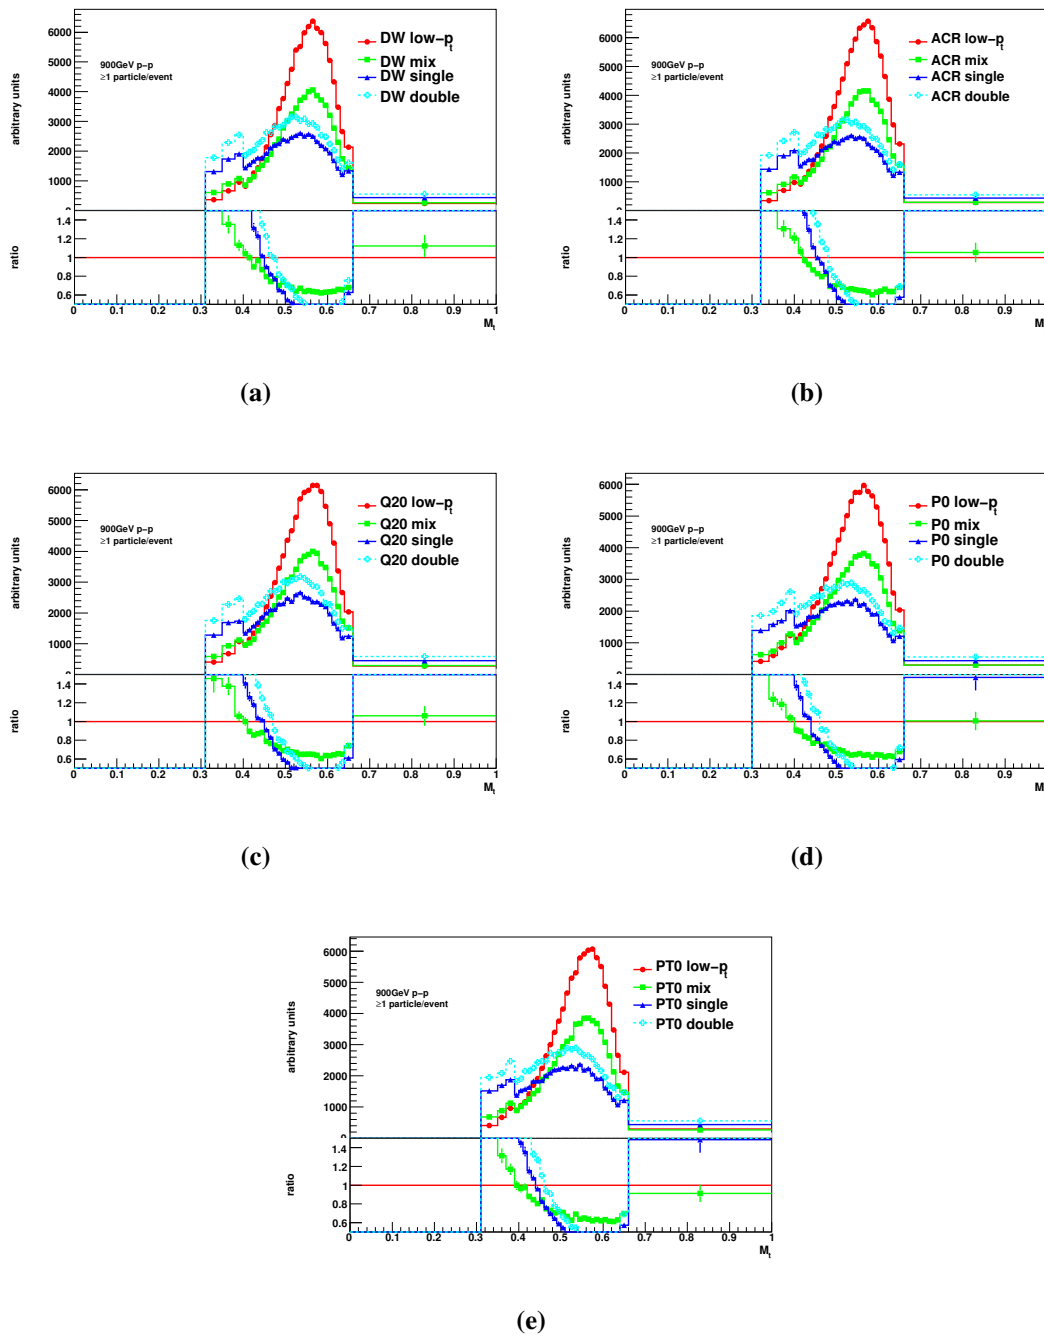 DW low-pt
DW mix
DW single
DW double
900GeV p-p
≥1 particle/event
arbitrary units
6000
5000
4000
3000
2000
1000
0
ratio
1.4
1.2
1
0.8
0.6
0 0.1 0.2 0.3 0.4 0.5 0.6 0.7 0.8 0.9 1
Mt
(a)
ACR low-pt
ACR mix
ACR single
ACR double
900GeV p-p
≥1 particle/event
arbitrary units
6000
5000
4000
3000
2000
1000
0
ratio
1.4
1.2
1
0.8
0.6
0 0.1 0.2 0.3 0.4 0.5 0.6 0.7 0.8 0.9 1
Mt
(b)
Q20 low-pt
Q20 mix
Q20 single
Q20 double
900GeV p-p
≥1 particle/event
arbitrary units
6000
5000
4000
3000
2000
1000
ratio
1.4
1.2
1
0.8
0.6
0 0.1 0.2 0.3 0.4 0.5 0.6 0.7 0.8 0.9 1
Mt
(c)
P0 low-pt
P0 mix
P0 single
P0 double
900GeV p-p
≥1 particle/event
arbitrary units
6000
5000
4000
3000
2000
1000
0
ratio
1.4
1.2
1
0.8
0.6
0 0.1 0.2 0.3 0.4 0.5 0.6 0.7 0.8 0.9 1
M
(d)
PT0 low-pt
PT0 mix
PT0 single
PT0 double
900GeV p-p
≥1 particle/event
arbitrary units
6000
5000
4000
3000
2000
1000
0
ratio
1.4
1.2
1
0.8
0.6
0 0.1 0.2 0.3 0.4 0.5 0.6 0.7 0.8 0.9 1
Mt
(e)